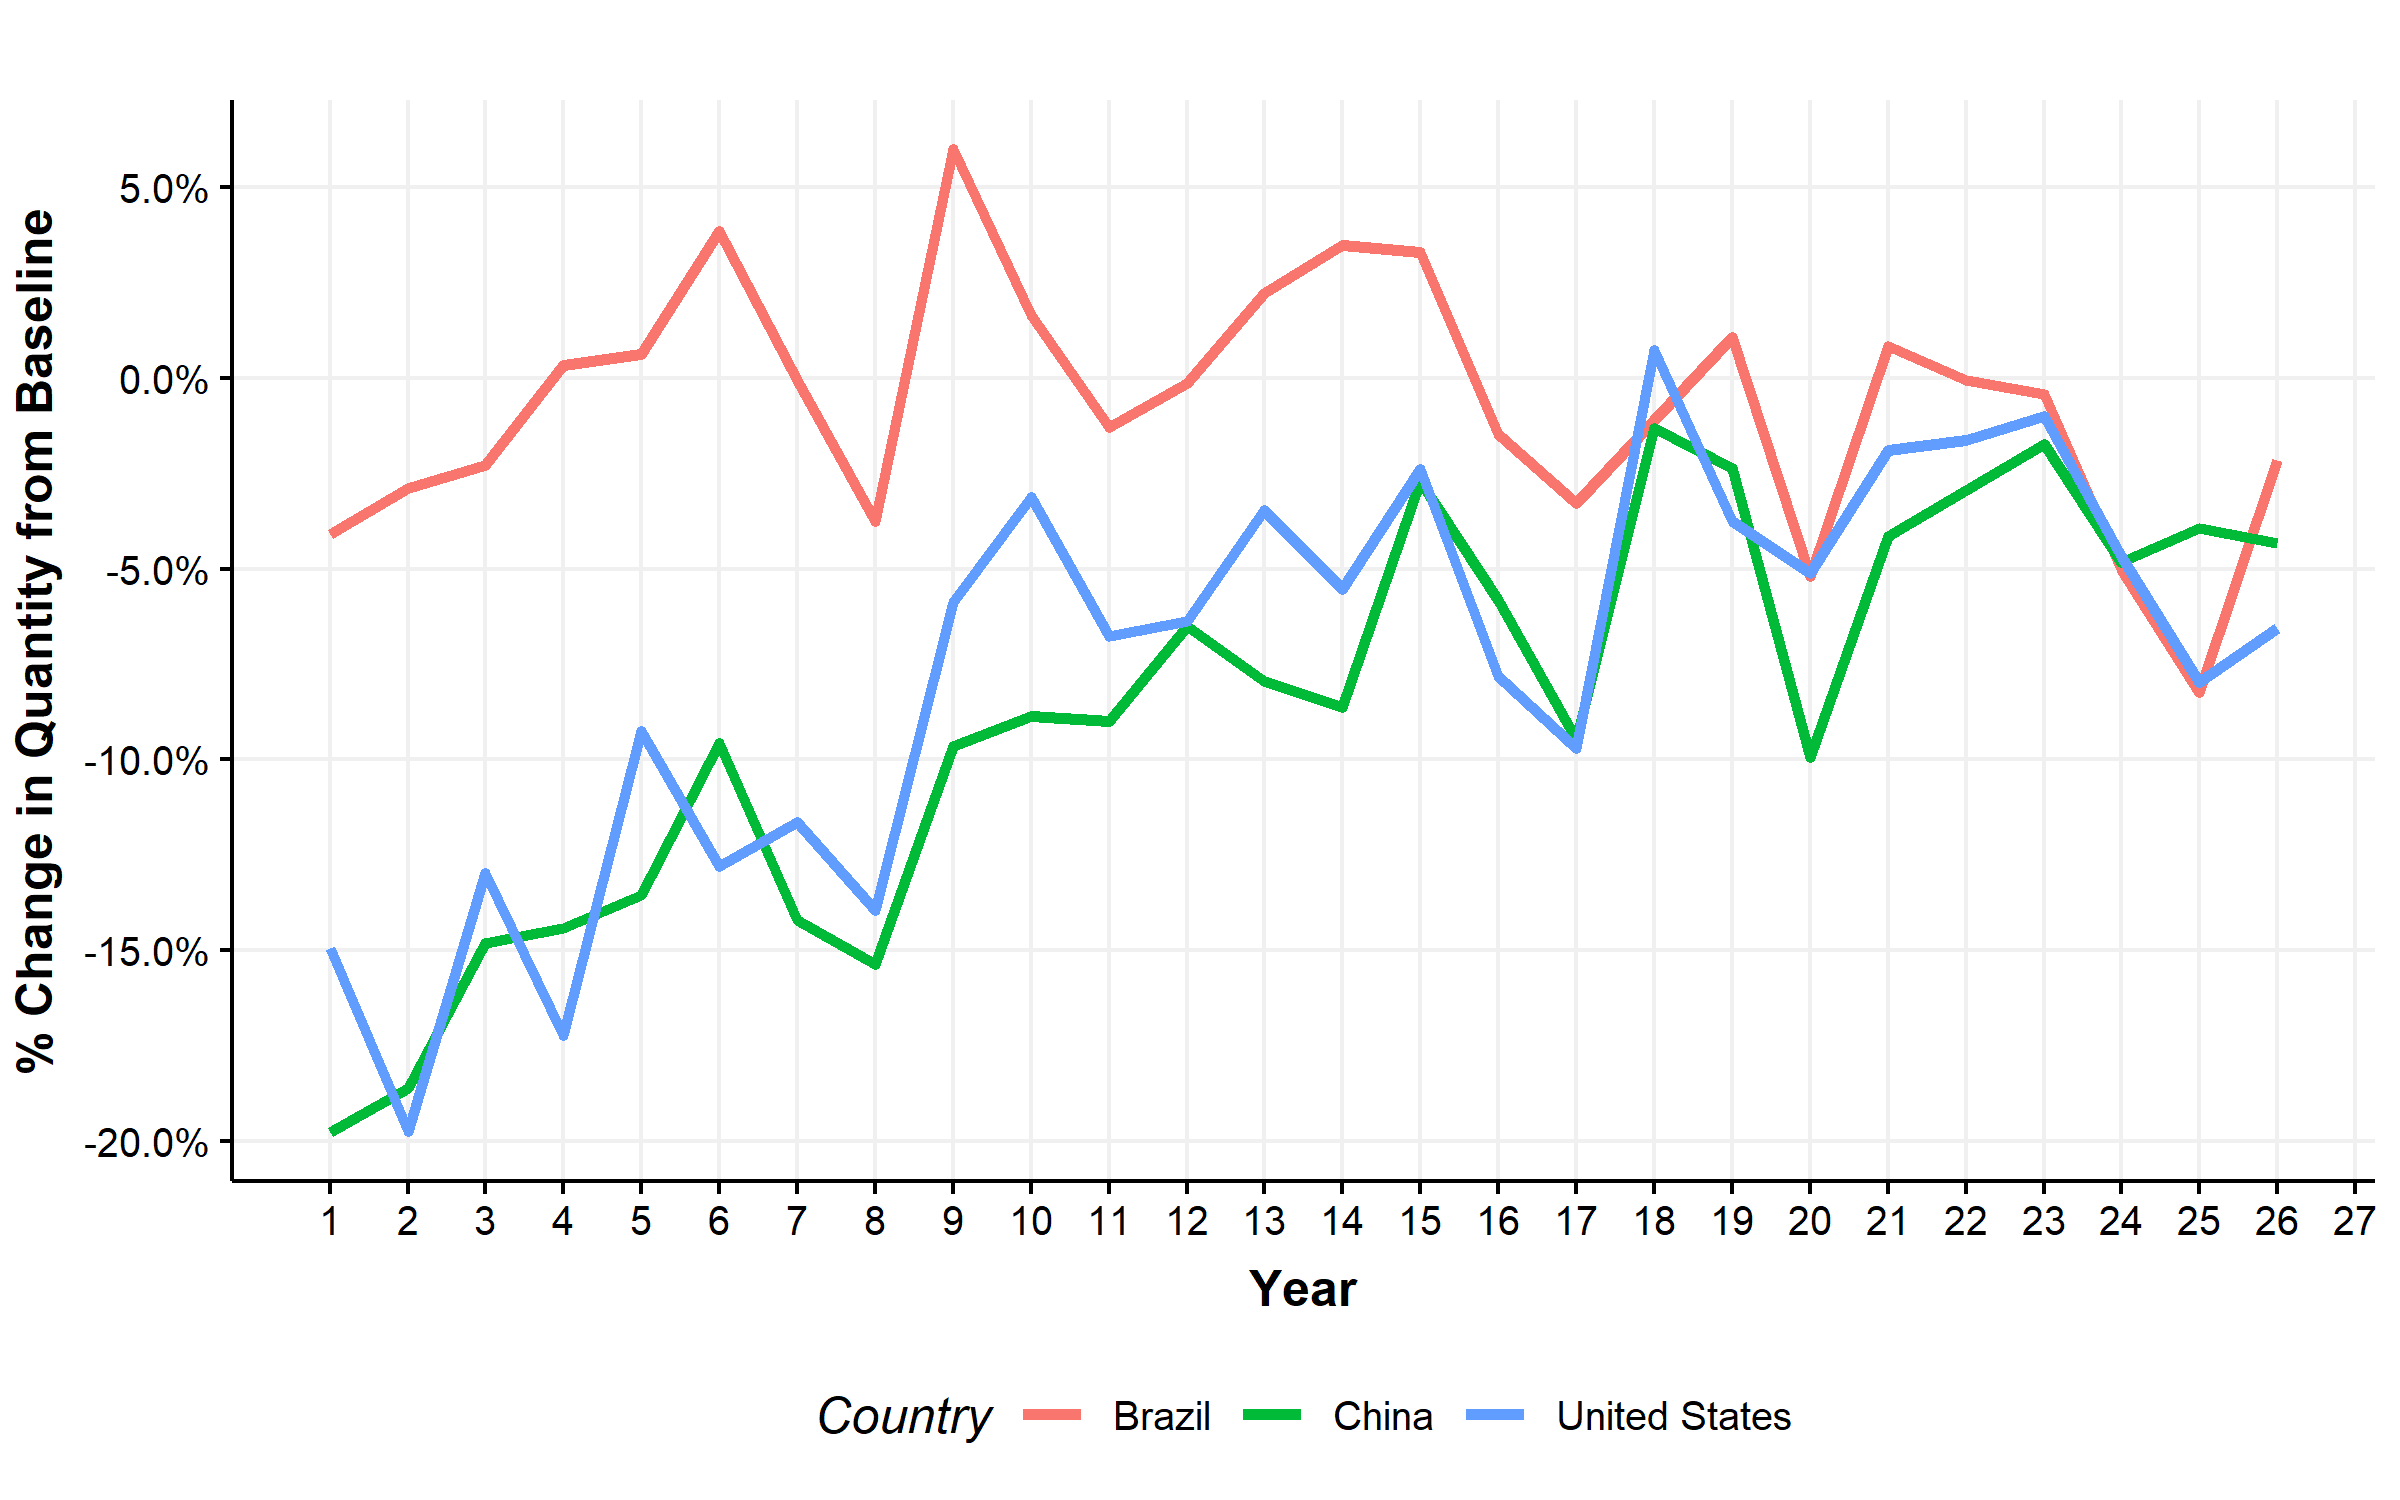 % Change in Quantity from Baseline
5.0%
0.0%
-5.0%
-10.0%
-15.0%
-20.0%
1 2 3 4 5 6 7 8 9 10 11 12 13 14 15 16 17 18 19 20 21 22 23 24 25 26 27
Year
Country Brazil China United States